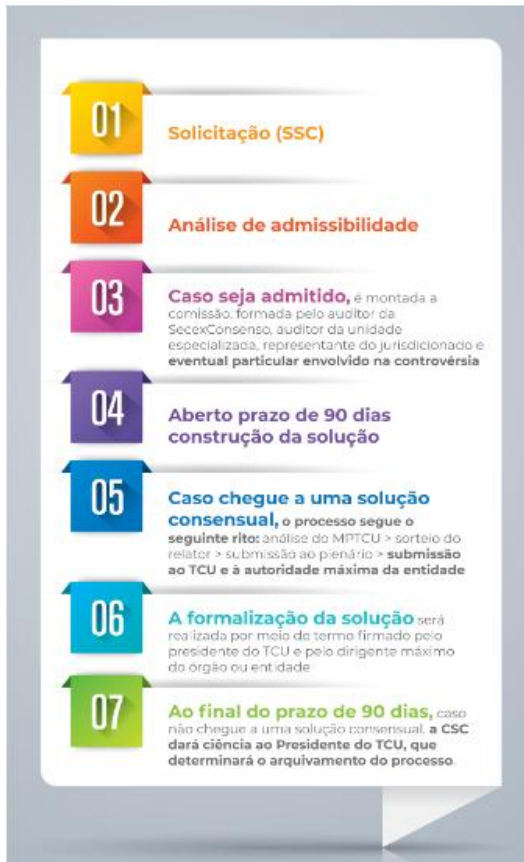 01
Solicitação (SSC)
02
Análise de admissibilidade
03
Caso seja admitido, é montada a
comissão, formada pelo auditor da
SecexConsenso, auditor da unidade
especializada, representante do jurisdicionado e
eventual particular envolvido na controvérsia
04
Aberto prazo de 90 dias
construção da solução
05
Caso chegue a uma solução
consensual, o processo segue o
seguinte rito: análise do MPTCU > sorteio do
relator > submissão ao plenário > submissão
ao TCU e à autoridade máxima da entidade
06
A formalização da solução será
realizada por meio de termo firmado pelo
presidente do TCU e pelo dirigente máximo
do órgão ou entidade
07
Ao final do prazo de 90 dias, caso
não chegue a uma solução consensual, a CSC
dará ciência ao Presidente do TCU, que
determinará o arquivamento do processo